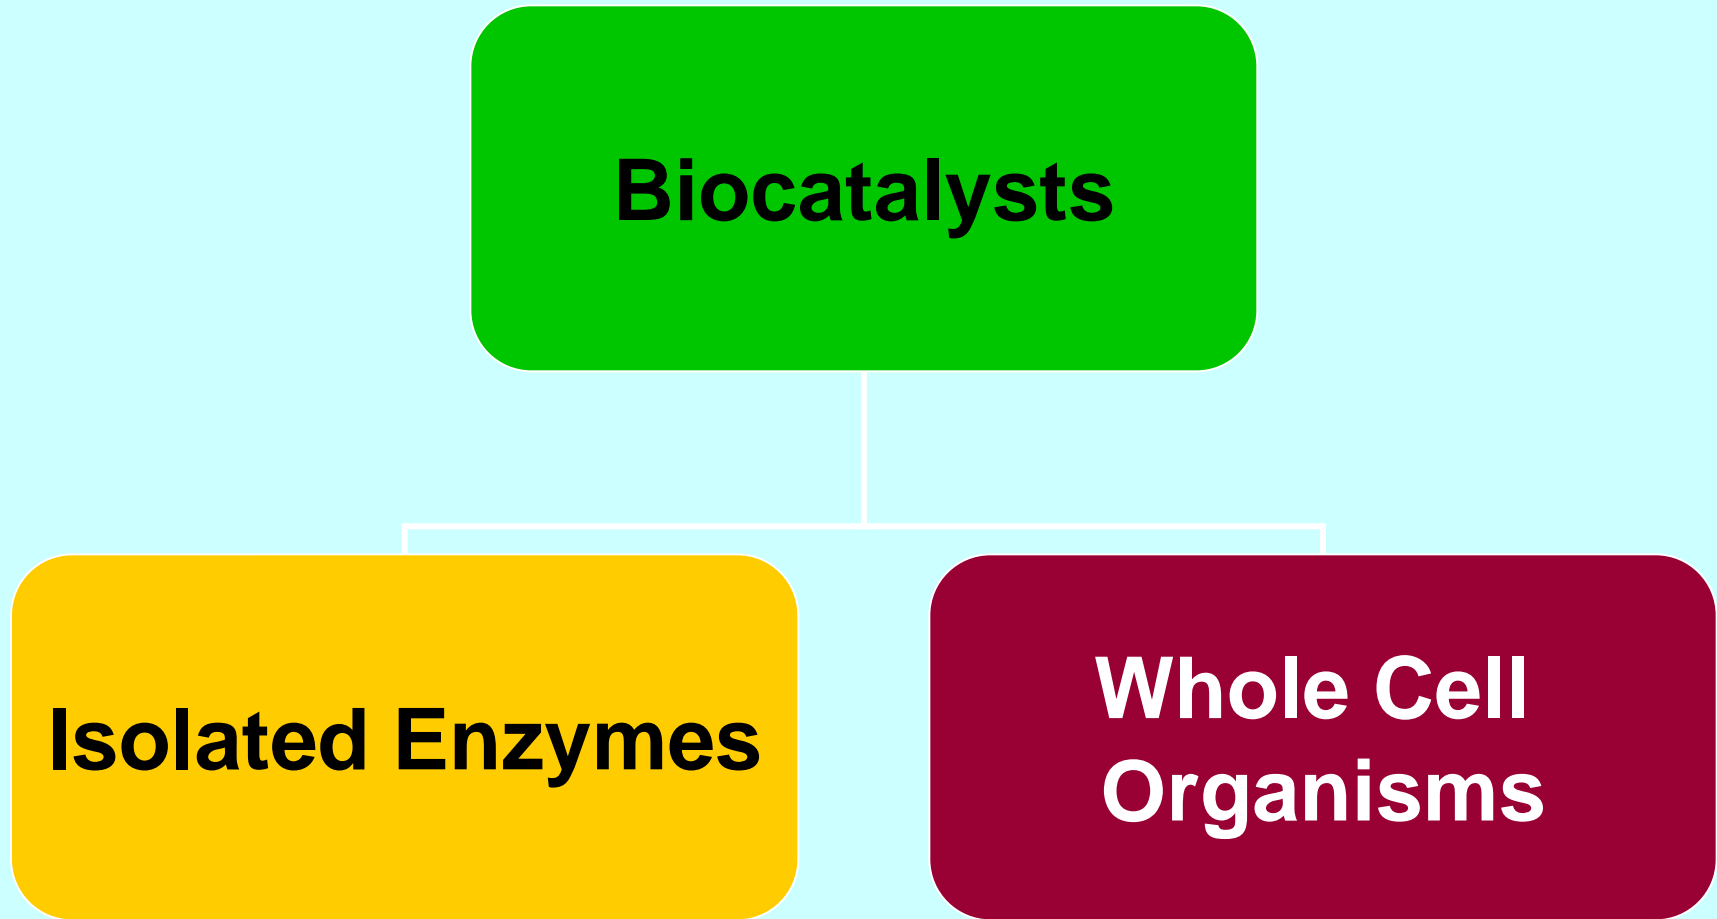 Biocatalysts
Isolated Enzymes
Whole Cell
Organisms